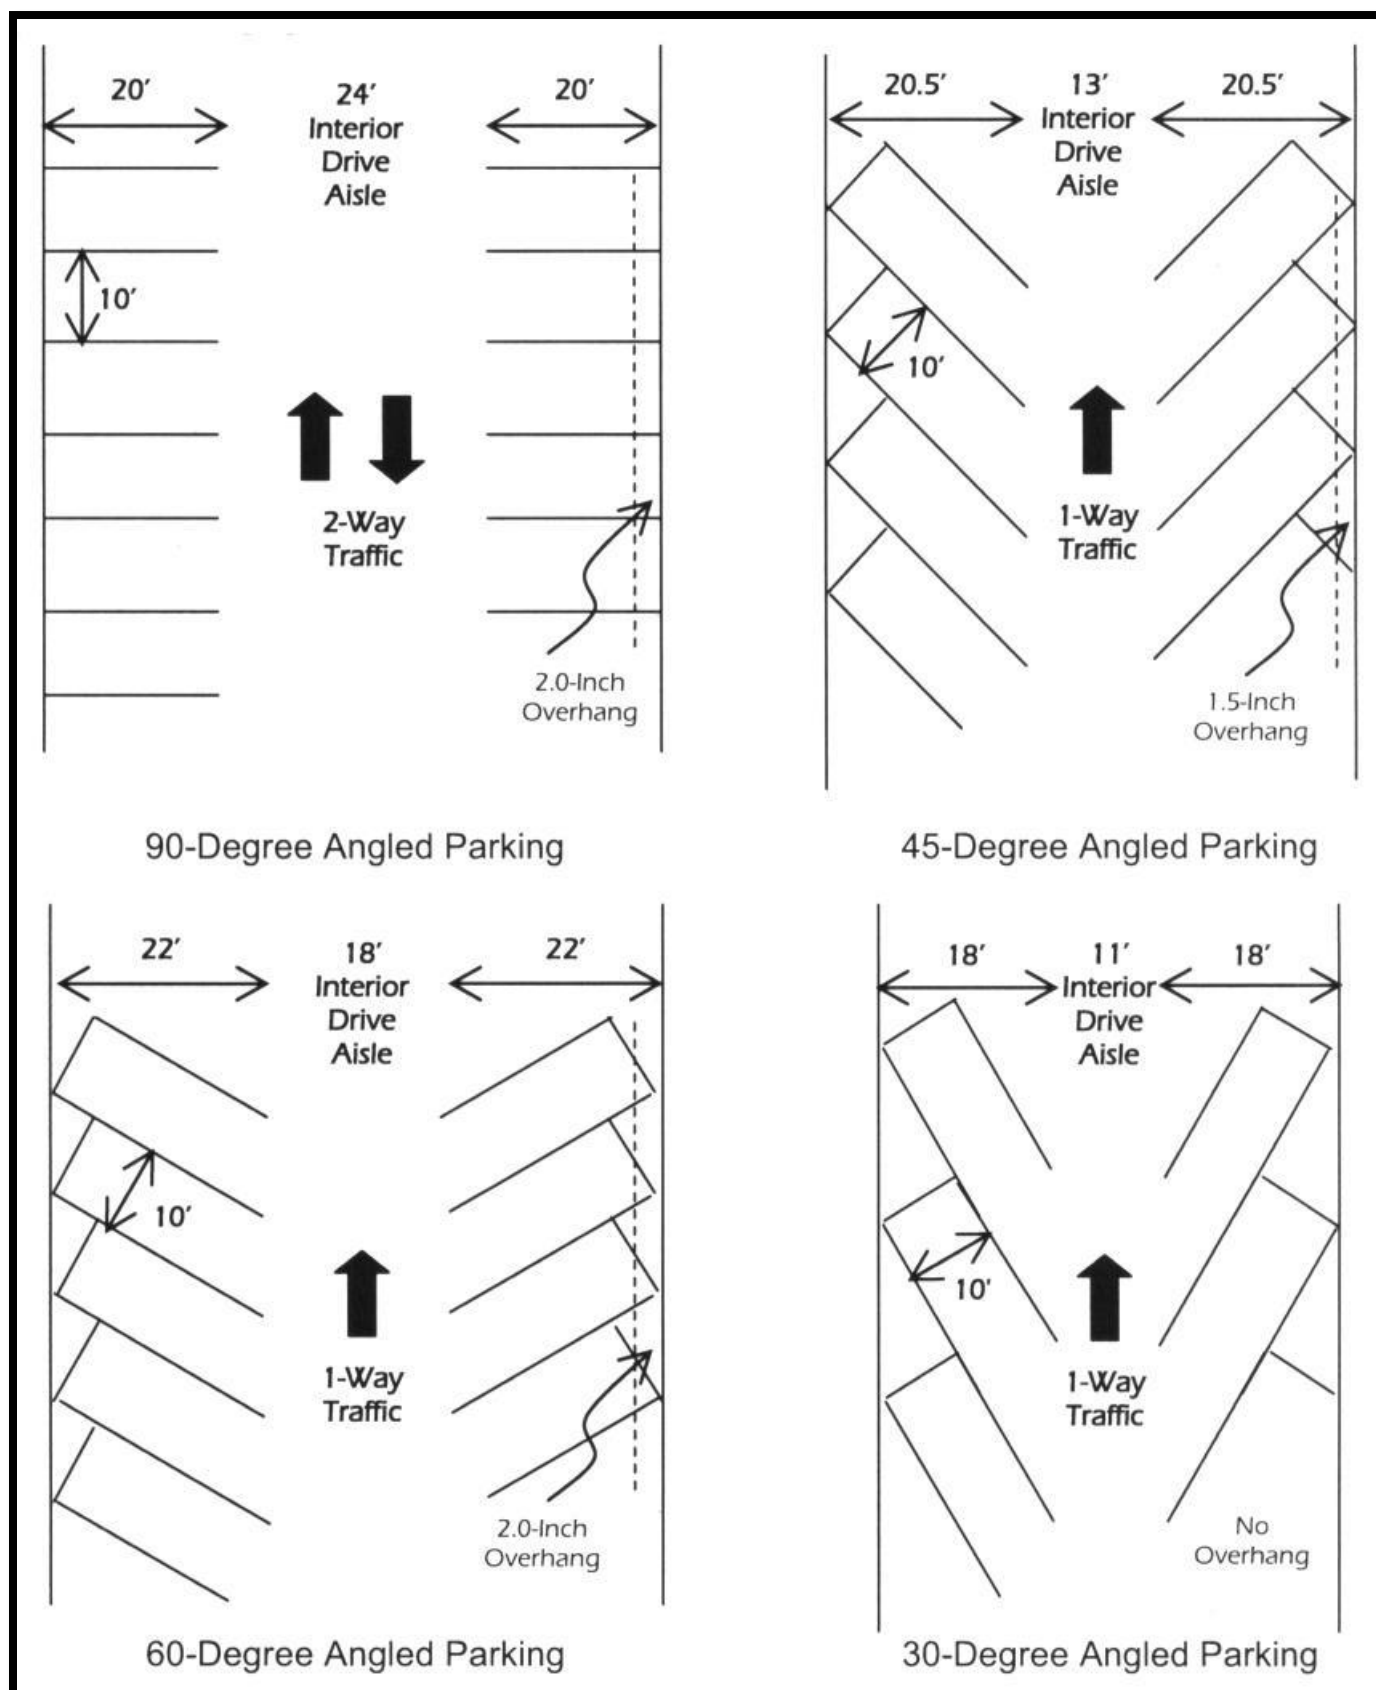 20′
24′
20′
Interior
Drive
Aisle
10′
2-Way
Traffic
2.0-Inch
Overhang
90-Degree Angled Parking
20.5′
13′
20.5′
Interior
Drive
Aisle
10′
1-Way
Traffic
1.5-Inch
Overhang
45-Degree Angled Parking
22′
18′
22′
Interior
Drive
Aisle
10′
1-Way
Traffic
2.0-Inch
Overhang
60-Degree Angled Parking
18′
11′
18′
Interior
Drive
Aisle
10′
1-Way
Traffic
No
Overhang
30-Degree Angled Parking